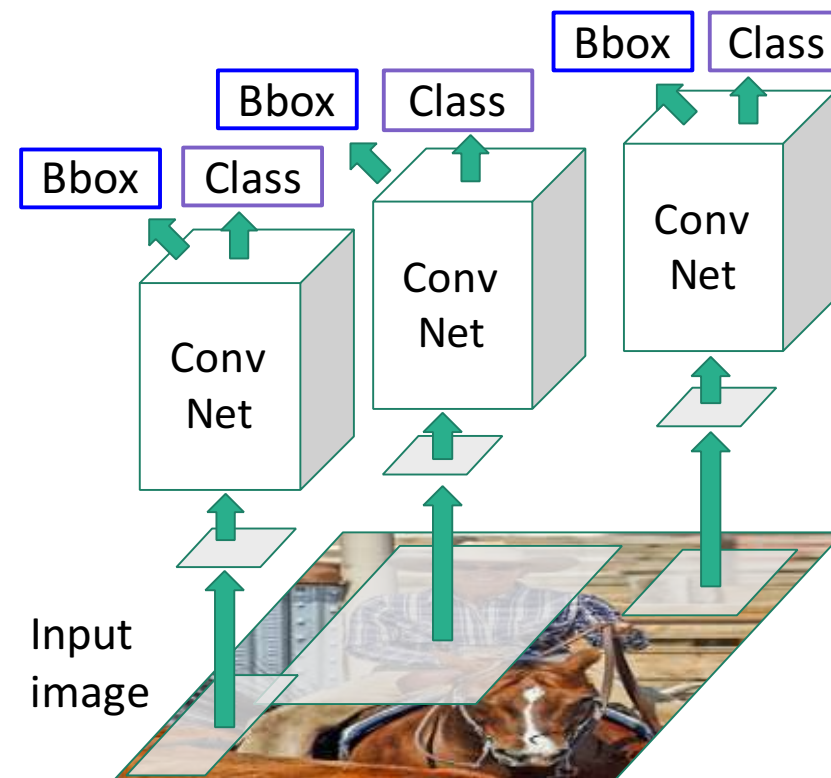 Bbox Class
Bbox Class
Bbox Class
Conv
Net
Conv
Net
Conv
Net
Input
image